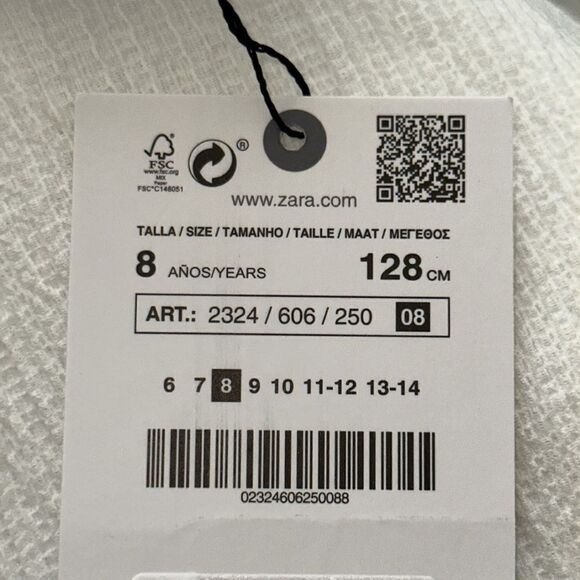 FSC
www.fsc.org
MIX
Paper
FSC®C148051
®
www.zara.com
TALLA / SIZE / TAMANHO / TAILLE / MAAT / ΜΕΓΕΘΟΣ
8 AÑOS/YEARS 128 CM
ART.: 2324 / 606 / 250 08
6 7 8 9 10 11-12 13-14
02324606250088